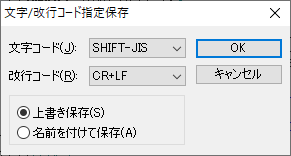 文字/改行コード指定保存
文字コード(J): SHIFT-JIS OK
改行コード(R): CR+LF キャンセル
上書き保存(S)
名前を付けて保存(A)